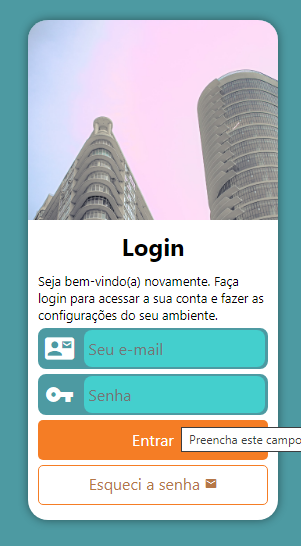 Login
Seja bem-vindo(a) novamente. Faça
login para acessar a sua conta e fazer as
configurações do seu ambiente.
Seu e-mail
Senha
Entrar
Preencha este campo
Esqueci a senha